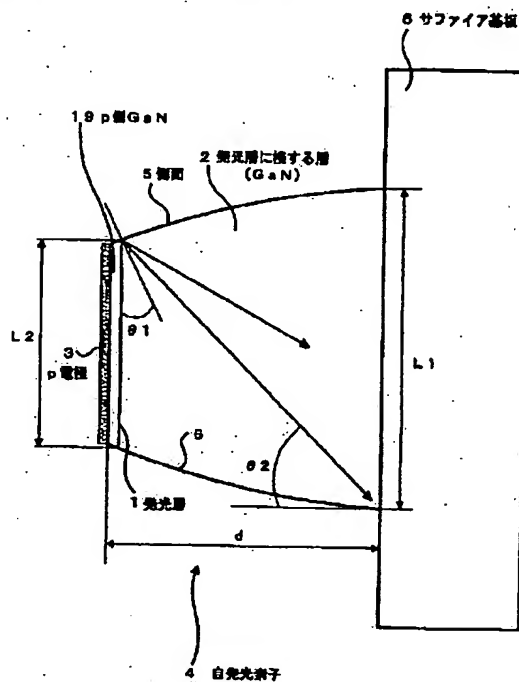 6 サファイア基板
19 p側GaN
2 発光層に接する層
(GaN)
5 側面
θ1
L2
3
p電極
L1
θ2
1 発光層
d
4 自発光素子